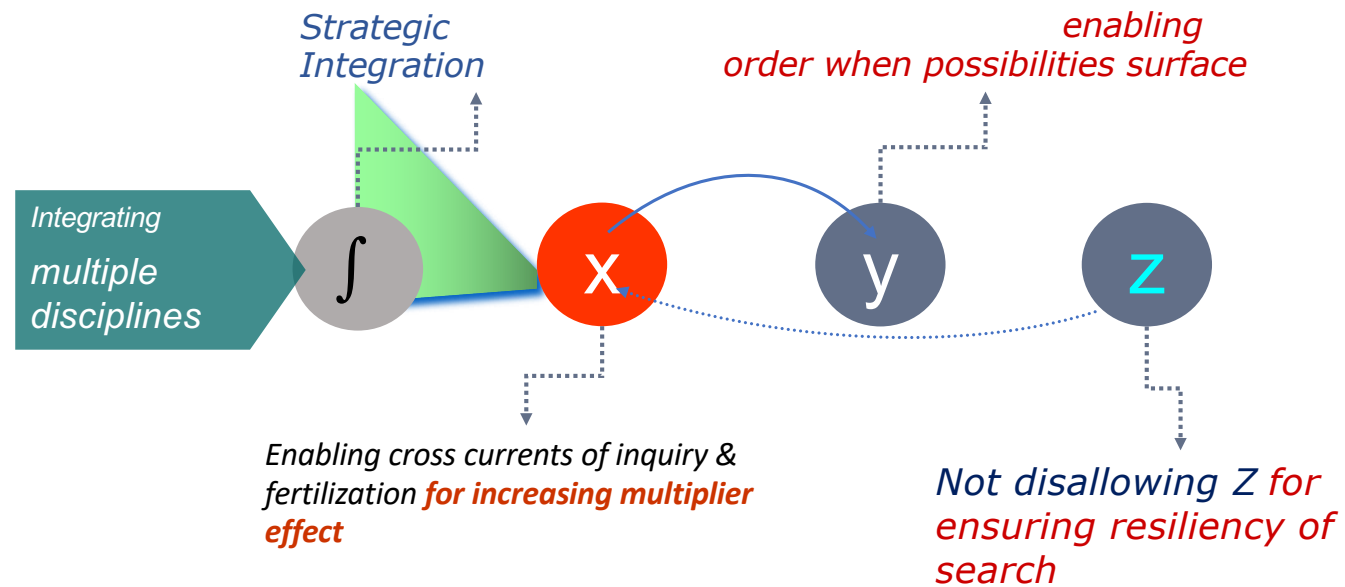 Strategic
Integration
enabling
order when possibilities surface
Integrating
multiple
disciplines
∫
x
y
z
Enabling cross currents of inquiry &
fertilization for increasing multiplier
effect
Not disallowing Z for
ensuring resiliency of
search